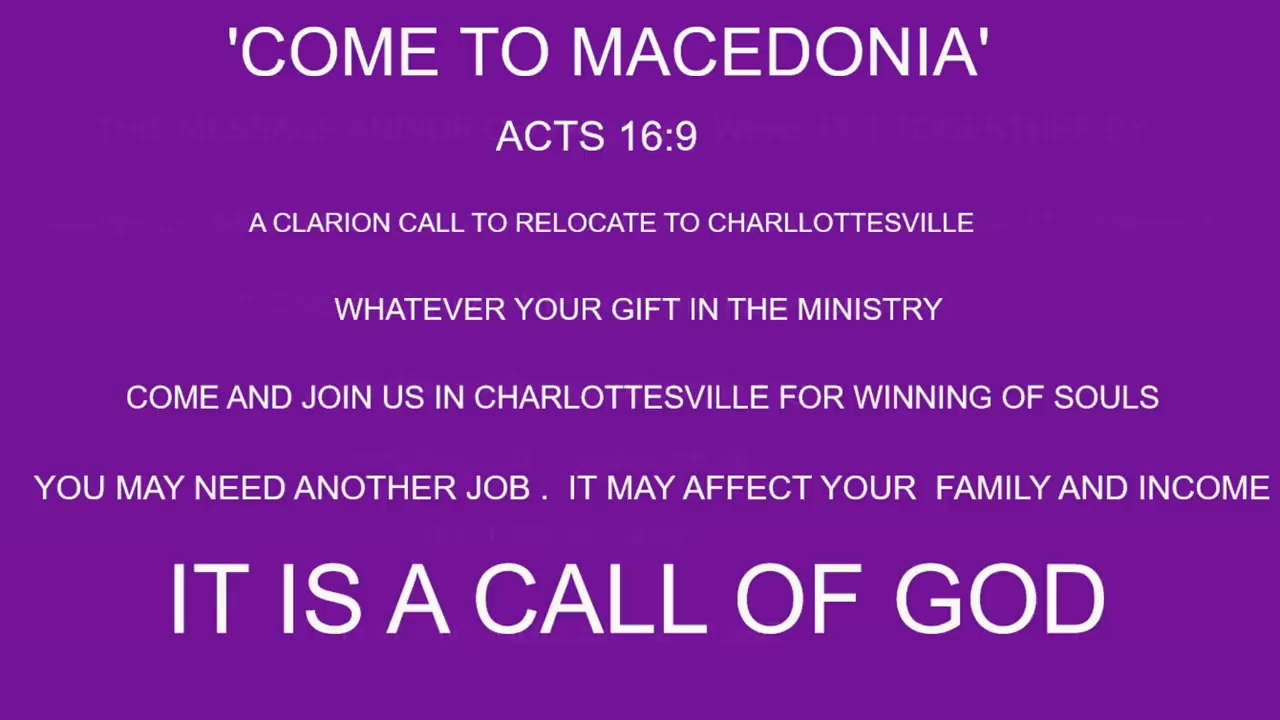 'COME TO MACEDONIA'
ACTS 16:9
A CLARION CALL TO RELOCATE TO CHARLLOTTESVILLE
WHATEVER YOUR GIFT IN THE MINISTRY
COME AND JOIN US IN CHARLOTTESVILLE FOR WINNING OF SOULS
YOU MAY NEED ANOTHER JOB .  IT MAY AFFECT YOUR  FAMILY AND INCOME
IT IS A CALL OF GOD